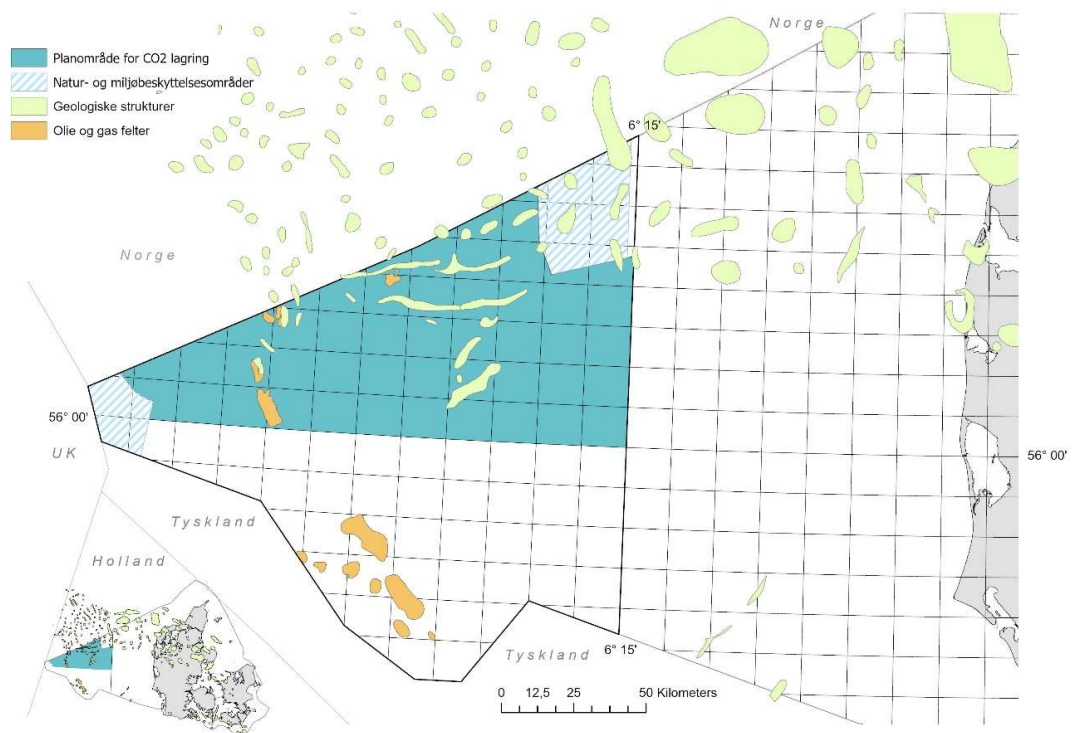 Norge
Planområde for CO2 lagring
Natur- og miljøbeskyttelsesområder
Geologiske strukturer
Olie og gas felter
6° 15'
Norge
56° 00'
UK
56° 00'
Tyskland
Holland
Tyskland
6° 15'
0 12,5 25 50 Kilometers